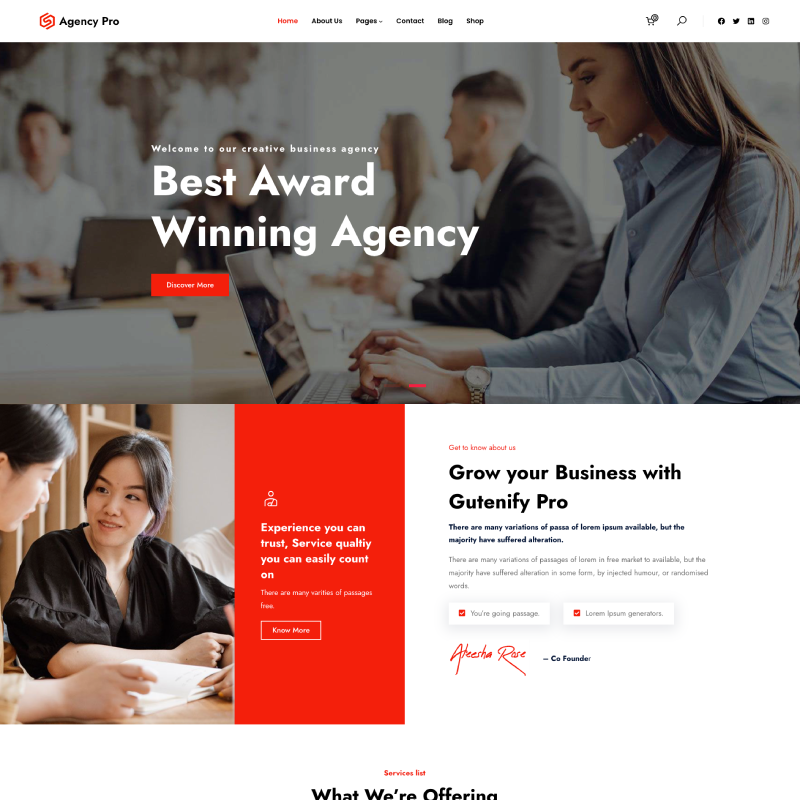 Agency Pro
Home About Us Pages Contact Blog Shop
0
Welcome to our creative business agency
Best Award
Winning Agency
Discover More
Experience you can
trust, Service qualtiy
you can easily count
on
There are many varities of passages
free.
Know More
Get to know about us
Grow your Business with
Gutenify Pro
There are many variations of passa of lorem ipsum available, but the
majority have suffered alteration.
There are many variations of passages of lorem in free market to available, but the
majority have suffered alteration in some form, by injected humour, or randomised
words.
You're going passage. Lorem Ipsum generators.
Ateesha Rose – Co Founder
Services list
What We're Offering